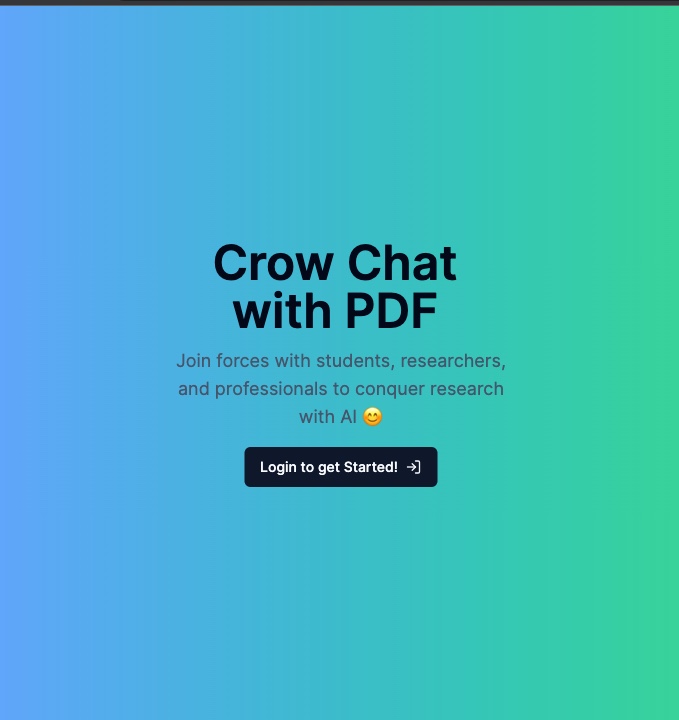 Crow Chat
with PDF
Join forces with students, researchers,
and professionals to conquer research
with AI 😊
Login to get Started!